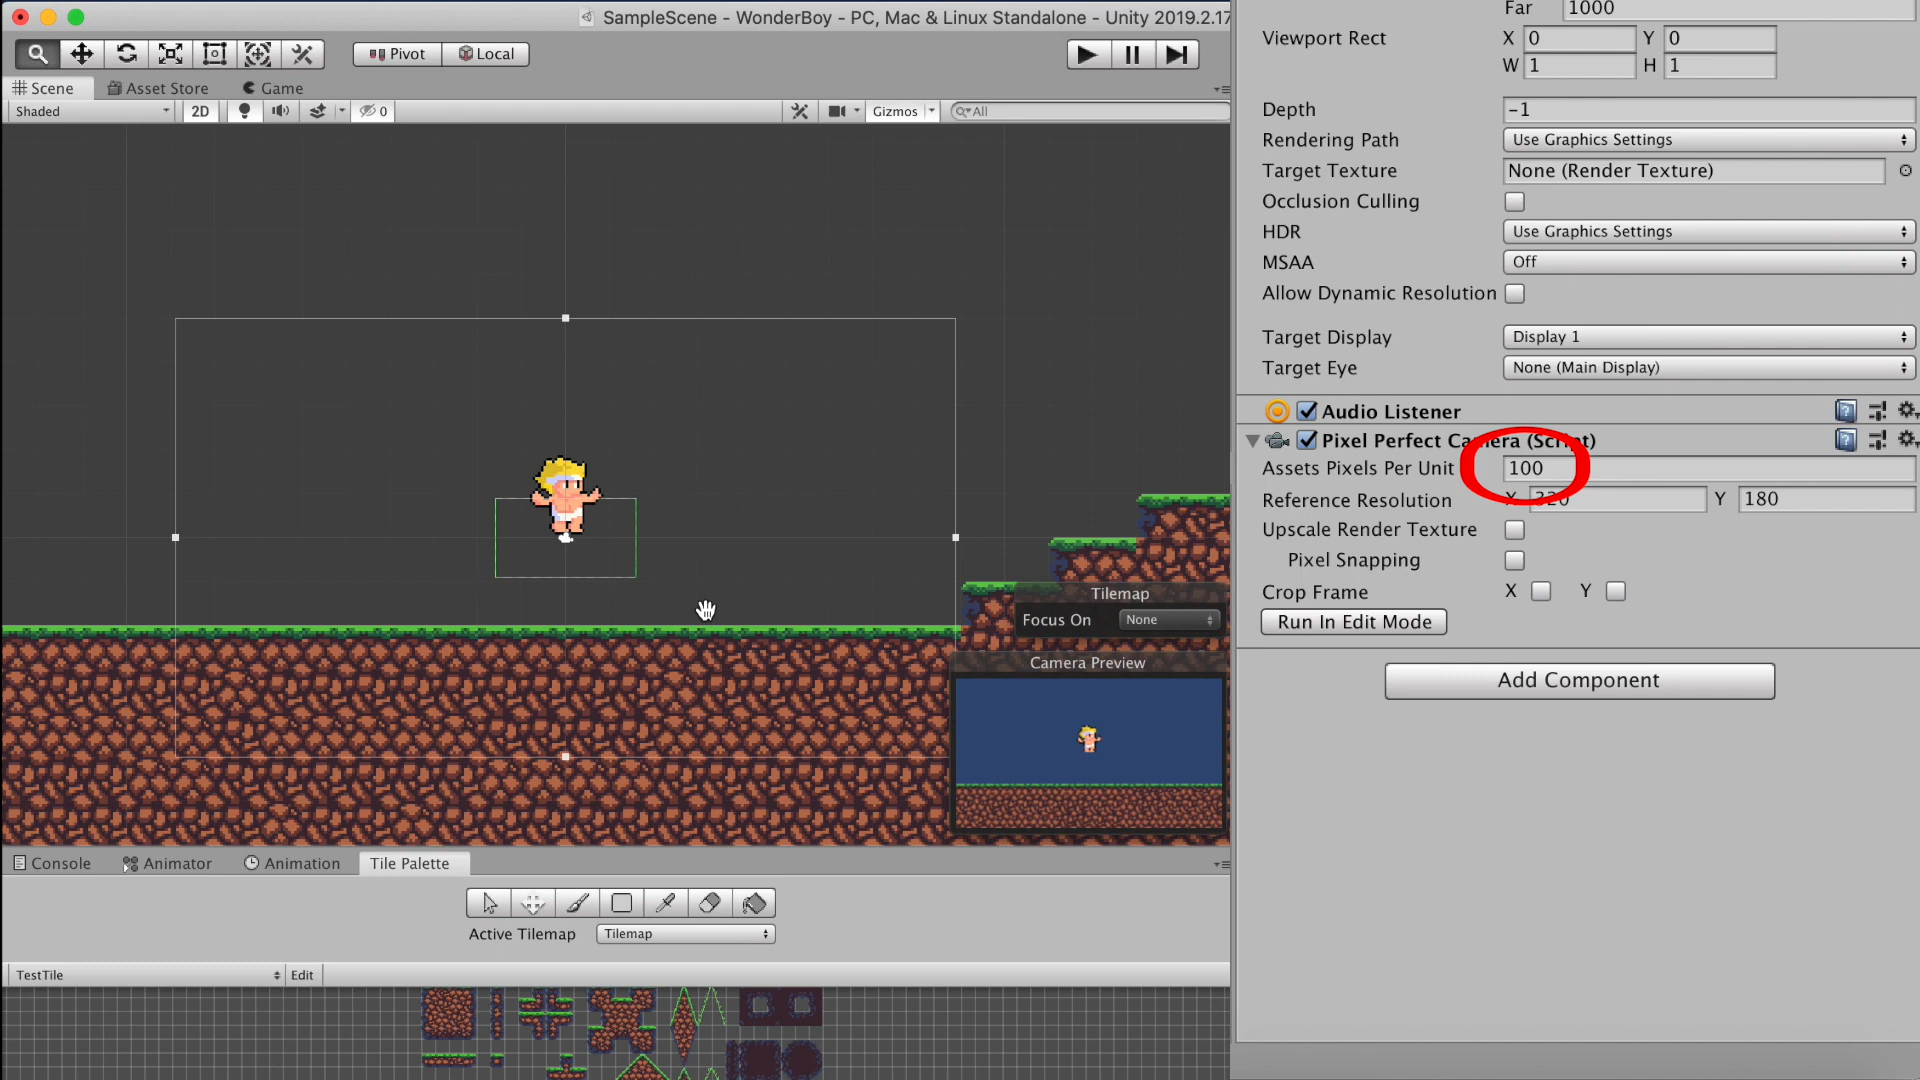 SampleScene - WonderBoy - PC, Mac & Linux Standalone - Unity 2019.2.17
Pivot Local
Scene Asset Store Game
Shaded 2D 0 Gizmos All
Tilemap
Focus On None
Camera Preview
Console Animator Animation Tile Palette
Active Tilemap Tilemap
TestTile Edit
Far 1000
Viewport Rect X 0 Y 0
W 1 H 1
Depth -1
Rendering Path Use Graphics Settings
Target Texture None (Render Texture)
Occlusion Culling
HDR Use Graphics Settings
MSAA Off
Allow Dynamic Resolution
Target Display Display 1
Target Eye None (Main Display)
Audio Listener
Pixel Perfect Camera (Script)
Assets Pixels Per Unit 100
Reference Resolution X 320 Y 180
Upscale Render Texture
Pixel Snapping
Crop Frame X Y
Run In Edit Mode
Add Component